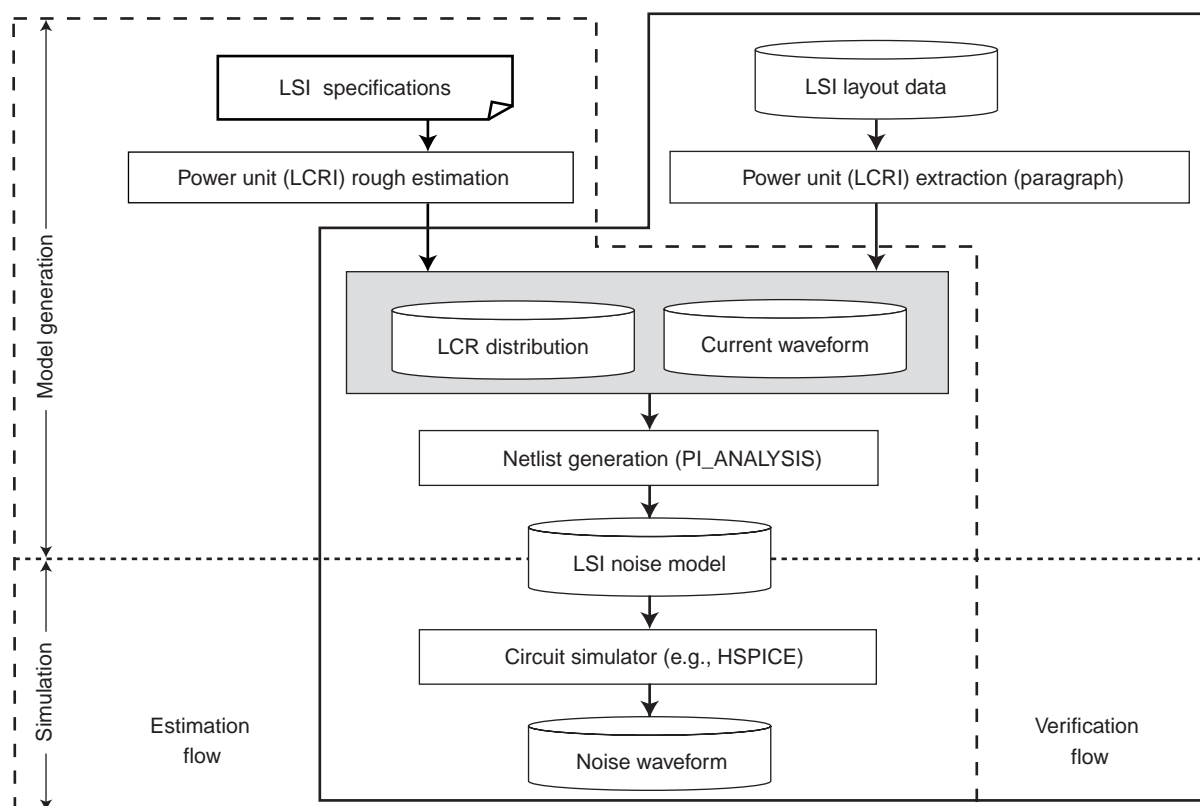 LSI specifications
LSI layout data
Power unit (LCRI) rough estimation
Power unit (LCRI) extraction (paragraph)
Model generation
LCR distribution
Current waveform
Netlist generation (PI_ANALYSIS)
LSI noise model
Circuit simulator (e.g., HSPICE)
Simulation
Estimation
flow
Noise waveform
Verification
flow